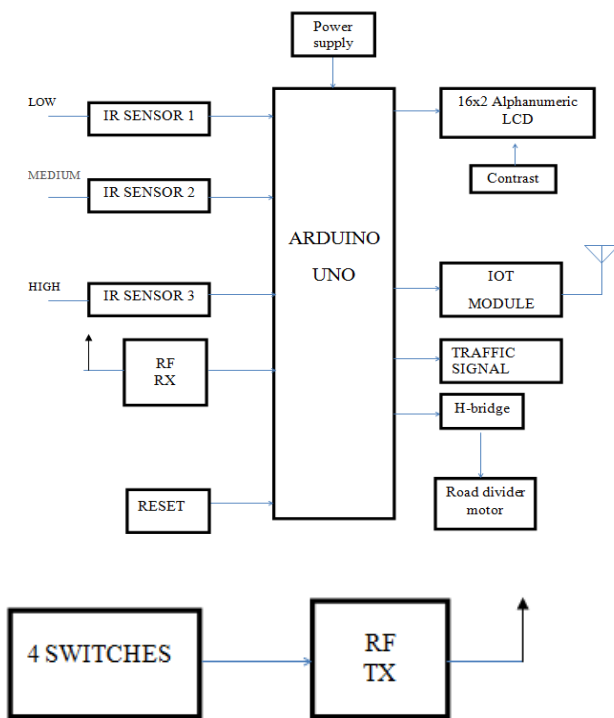 Power
supply
LOW
IR SENSOR 1
16x2 Alphanumeric
LCD
MEDIUM
IR SENSOR 2
Contrast
ARDUINO
UNO
HIGH
IR SENSOR 3
IOT
MODULE
RF
RX
TRAFFIC
SIGNAL
H-bridge
RESET
Road divider
motor
4 SWITCHES
RF
TX